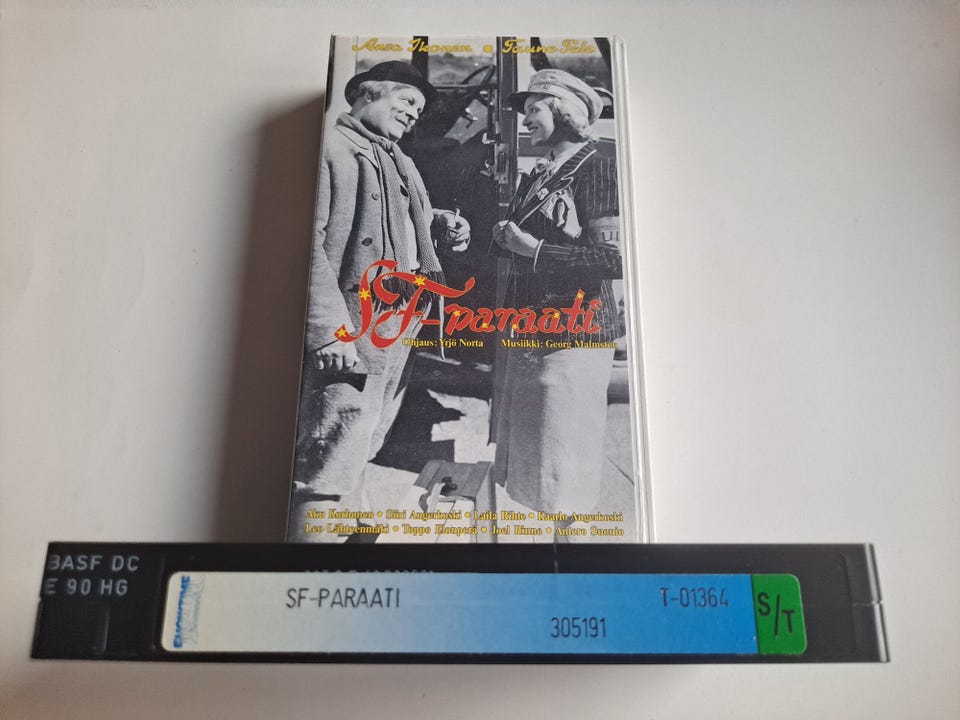 Ansa Ikonen • Tauno Palo
SF-paraati
Ohjaus: Yrjö Norta Musiikki: Georg Malmstén
Aku Korhonen • Siiri Angerkoski • Laila Rihte • Kaarlo Angerkoski
Leo Lähteenmäki • Toppo Elonperä • Joel Rinne • Antero Suonio
BASF DC
E 90 HG
SHOWTIME
SF-PARAATI T-01364
305191
S/T